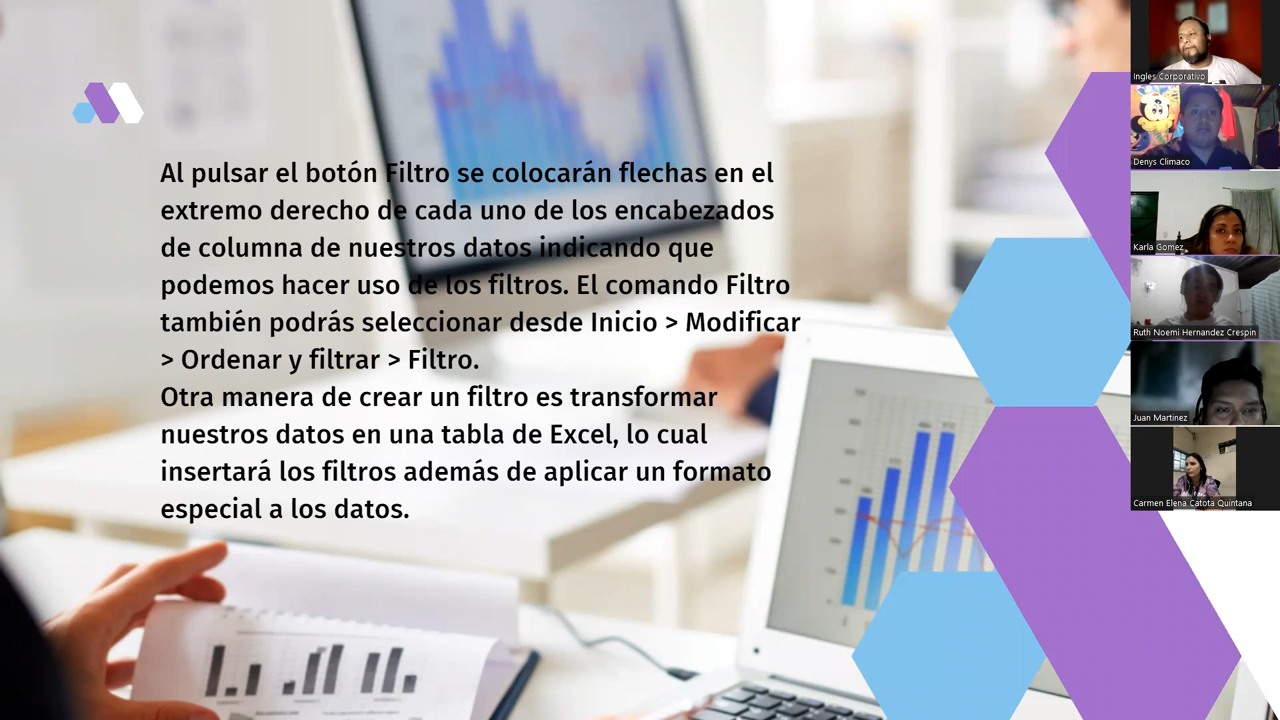 Al pulsar el botón Filtro se colocarán flechas en el
extremo derecho de cada uno de los encabezados
de columna de nuestros datos indicando que
podemos hacer uso de los filtros. El comando Filtro
también podrás seleccionar desde Inicio > Modificar
> Ordenar y filtrar > Filtro.
Otra manera de crear un filtro es transformar
nuestros datos en una tabla de Excel, lo cual
insertará los filtros además de aplicar un formato
especial a los datos.
Ingles Corporativo
Denys Climaco
Karla Gomez
Ruth Noemi Hernandez Crespin
Juan Martinez
Carmen Elena Catota Quintana